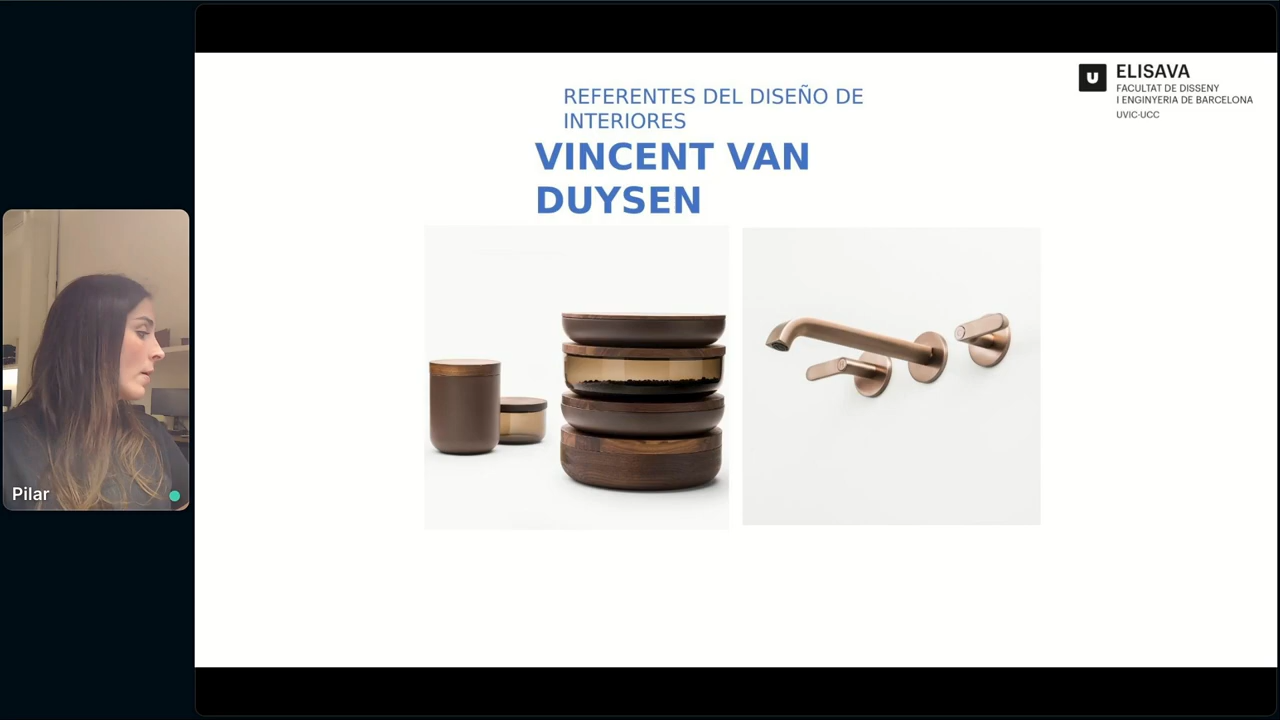 ELISAVA
FACULTAT DE DISSENY
I ENGINYERIA DE BARCELONA
UVIC·UCC
REFERENTES DEL DISEÑO DE
INTERIORES
VINCENT VAN
DUYSEN
Pilar